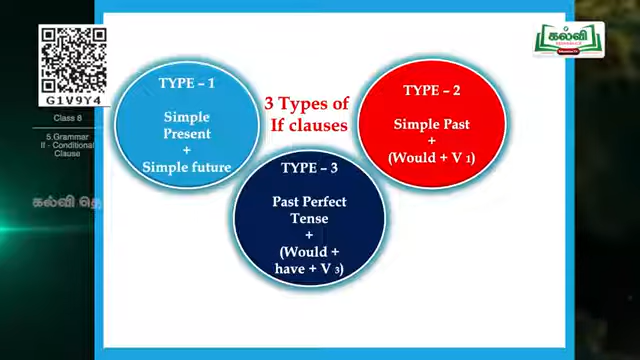 G1V9Y4
Class 8
5.Grammar
II - Conditional
Clause
கல்வி தொ
கல்வி
TYPE – 1
Simple
Present
+
Simple future
3 Types of
If clauses
TYPE – 2
Simple Past
+
(Would + V 1)
TYPE – 3
Past Perfect
Tense
+
(Would +
have + V 3)